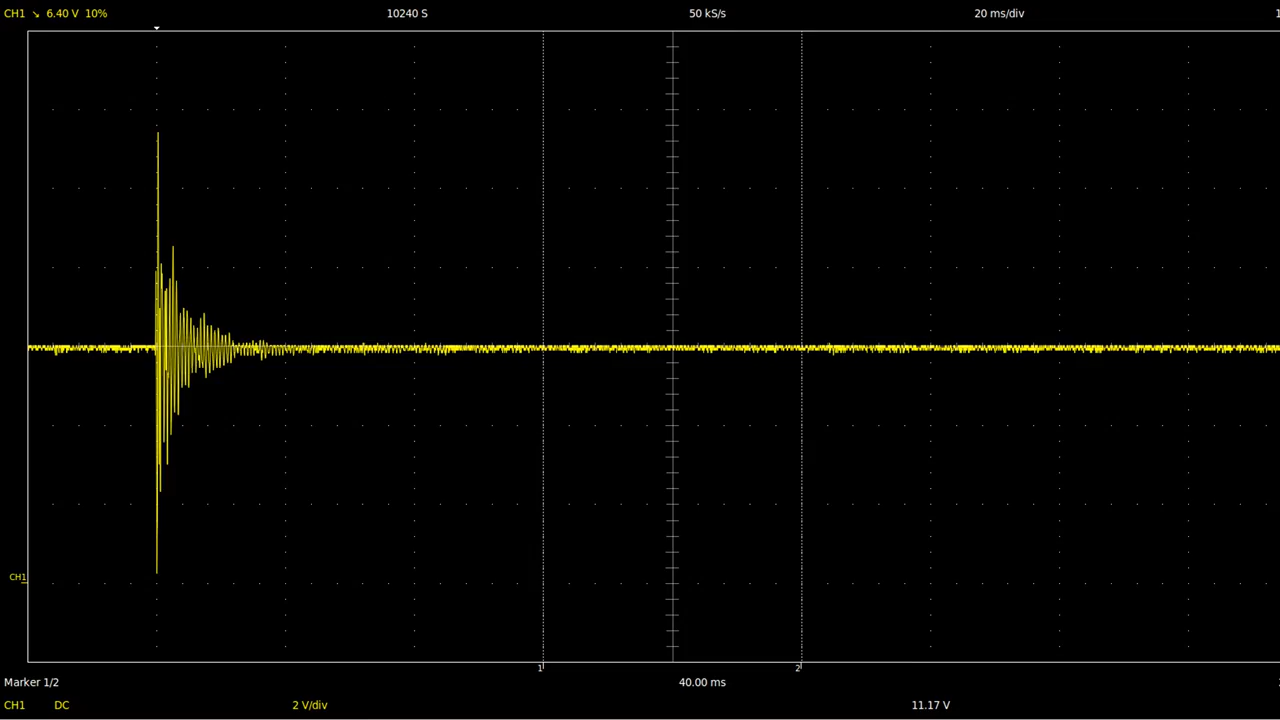 CH1 ↘ 6.40 V 10% 10240 S 50 kS/s 20 ms/div
CH1
1 2
Marker 1/2 40.00 ms
CH1 DC 2 V/div 11.17 V